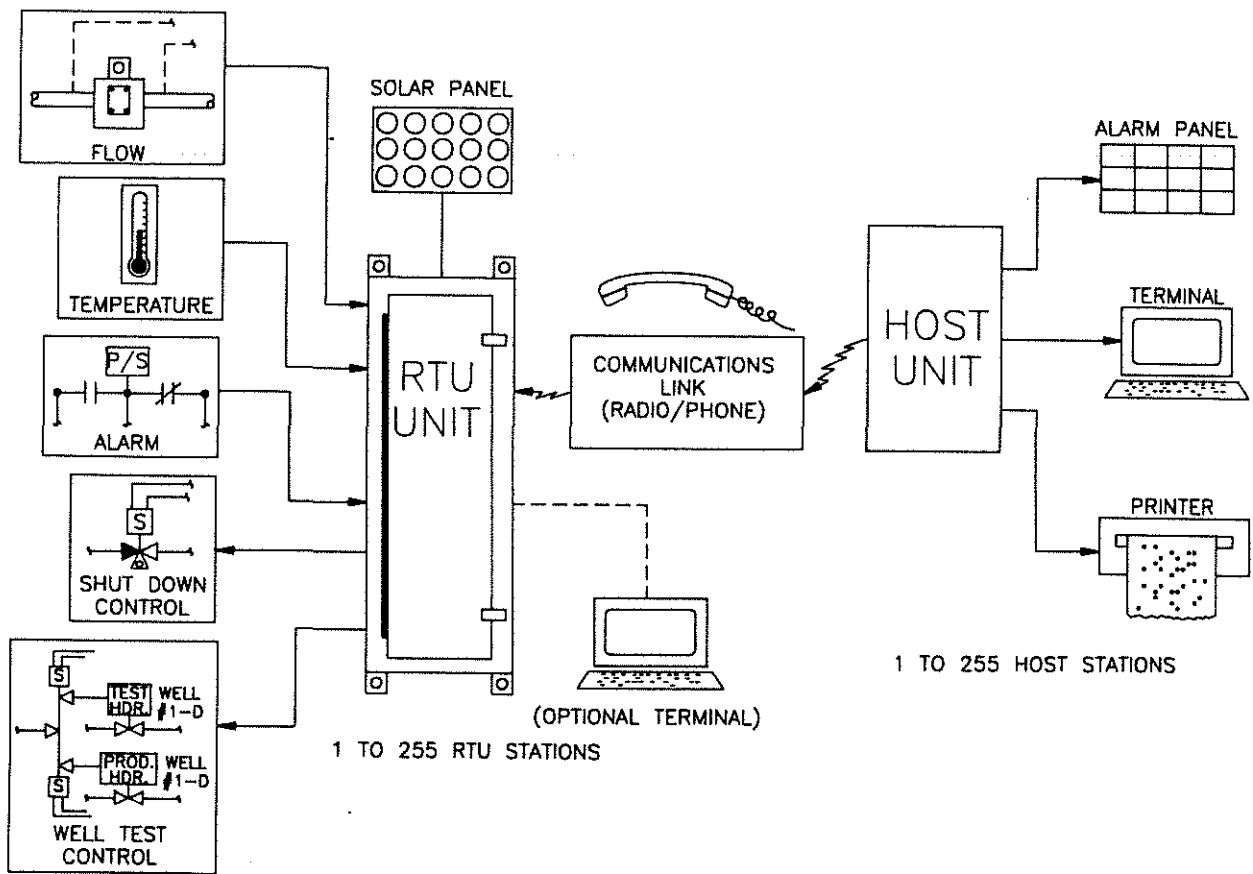 FLOW
TEMPERATURE
P/S
ALARM
S
SHUT DOWN
CONTROL
S
TEST
HDR.
WELL
#1-D
PROD.
HDR.
WELL
#1-D
S
WELL TEST
CONTROL
SOLAR PANEL
RTU
UNIT
1 TO 255 RTU STATIONS
COMMUNICATIONS
LINK
(RADIO/PHONE)
(OPTIONAL TERMINAL)
HOST
UNIT
1 TO 255 HOST STATIONS
ALARM PANEL
TERMINAL
PRINTER